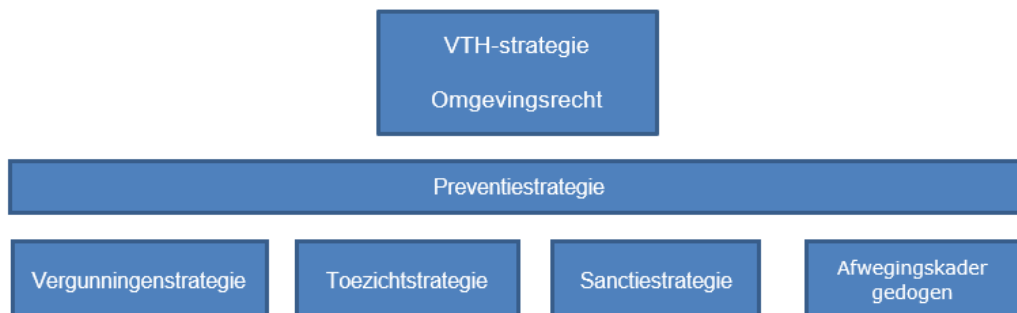 VTH-strategie
Omgevingsrecht
Preventiestrategie
Vergunningenstrategie
Toezichtstrategie
Sanctiestrategie
Afwegingskader
gedogen